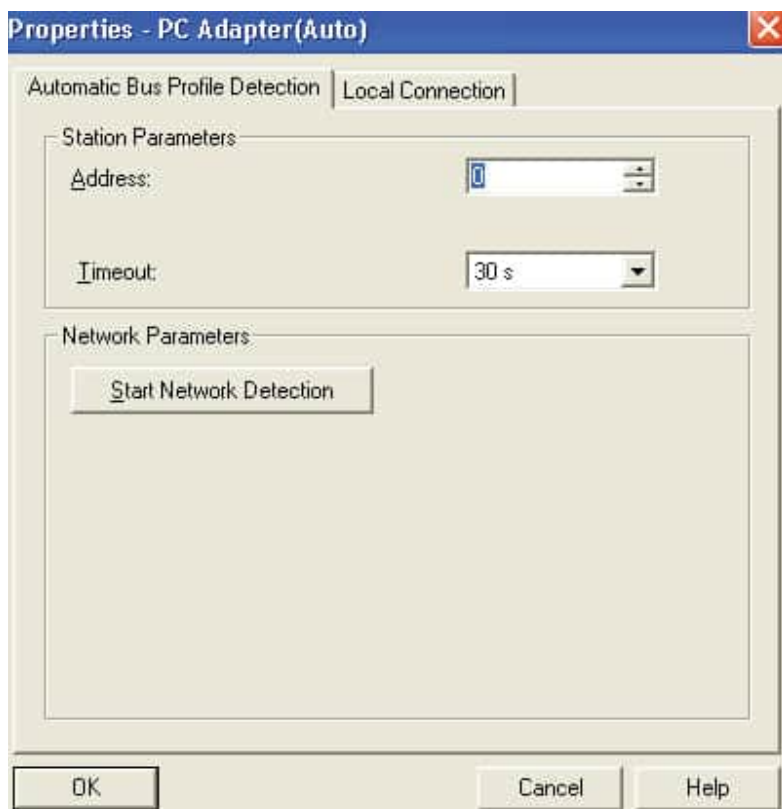 Properties - PC Adapter(Auto)
Automatic Bus Profile Detection Local Connection
Station Parameters
Address: 0
Timeout: 30 s
Network Parameters
Start Network Detection
OK Cancel Help